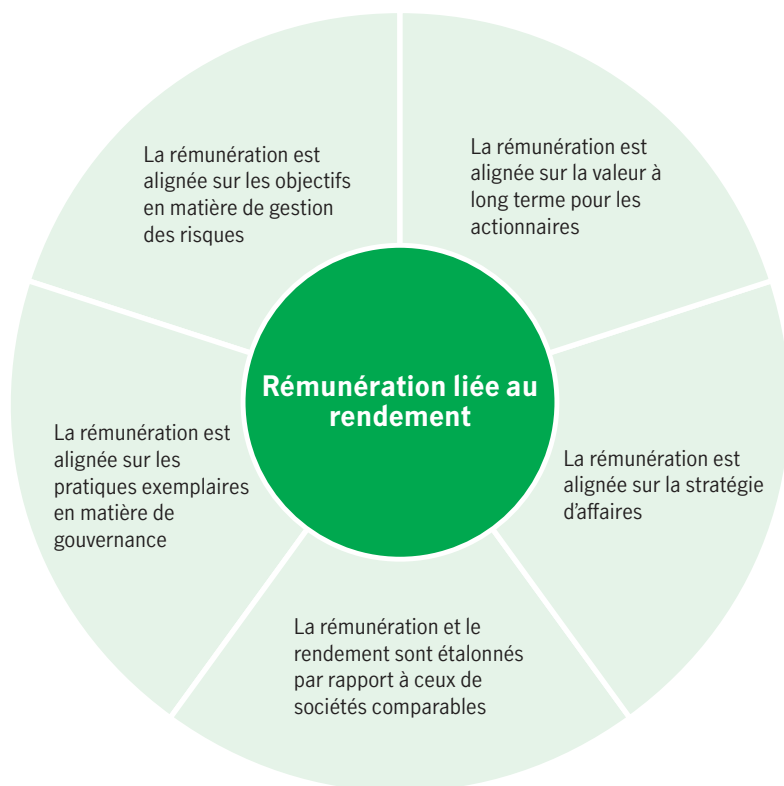 La rémunération est
alignée sur les objectifs
en matière de gestion
des risques
La rémunération est
alignée sur la valeur à
long terme pour les
actionnaires
Rémunération liée au
rendement
La rémunération est
alignée sur les
pratiques exemplaires
en matière de
gouvernance
La rémunération est
alignée sur la stratégie
d'affaires
La rémunération et le
rendement sont étalonnés
par rapport à ceux de
sociétés comparables